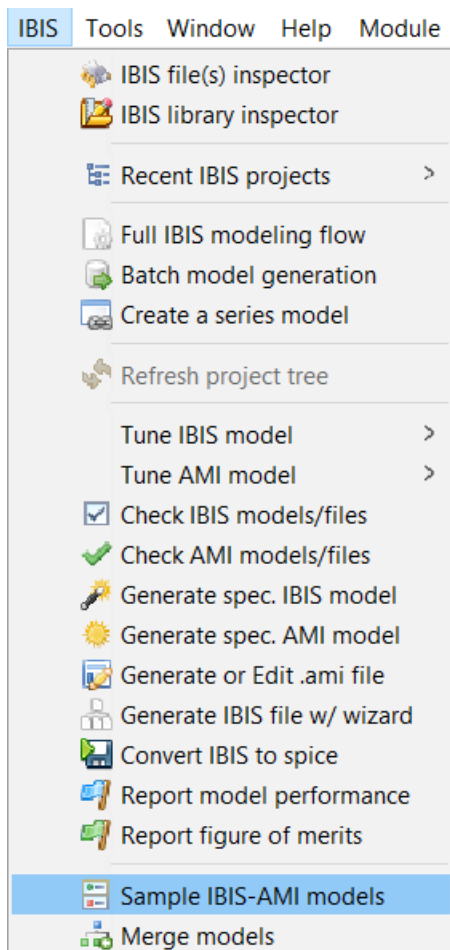 IBIS Tools Window Help Module
IBIS file(s) inspector
IBIS library inspector
Recent IBIS projects >
Full IBIS modeling flow
Batch model generation
Create a series model
Refresh project tree
Tune IBIS model >
Tune AMI model >
Check IBIS models/files
Check AMI models/files
Generate spec. IBIS model
Generate spec. AMI model
Generate or Edit .ami file
Generate IBIS file w/ wizard
Convert IBIS to spice
Report model performance
Report figure of merits
Sample IBIS-AMI models
Merge models